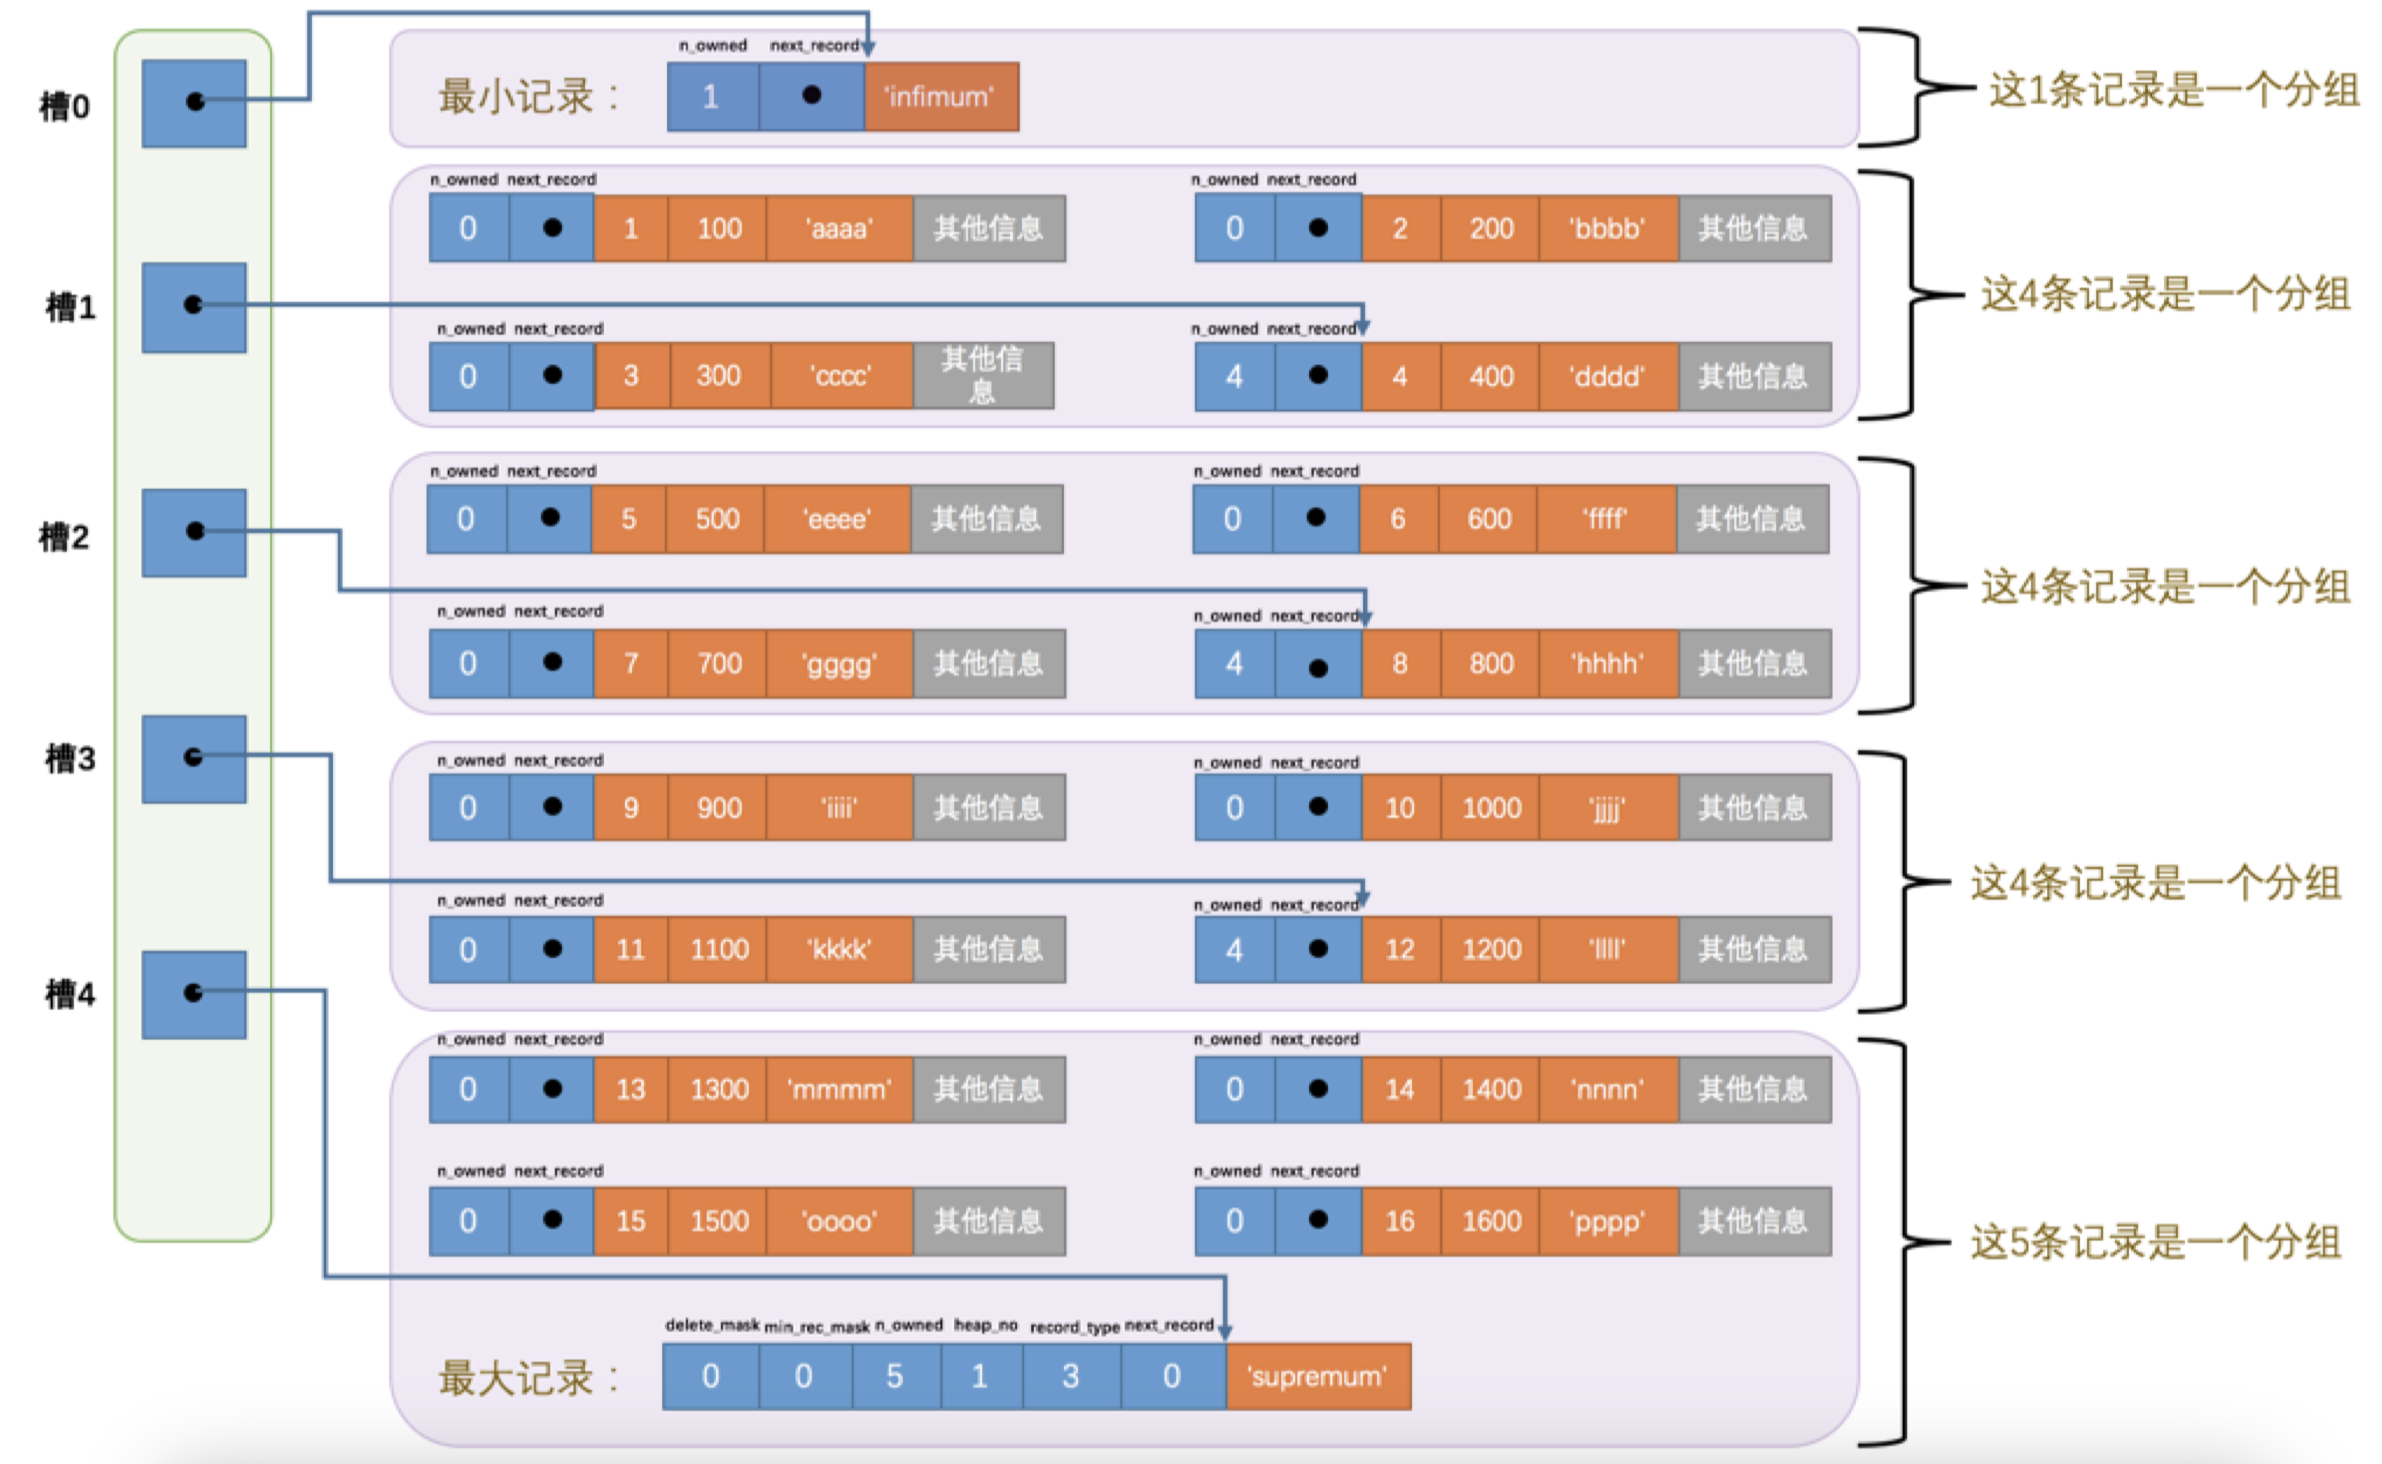 n_owned next_record
槽0
最小记录： 1 'infimum'
这1条记录是一个分组
n_owned next_record
0 1 100 'aaaa' 其他信息
n_owned next_record
0 2 200 'bbbb' 其他信息
槽1
这4条记录是一个分组
n_owned next_record
0 3 300 'cccc' 其他信
息
n_owned next_record
4 4 400 'dddd' 其他信息
n_owned next_record
0 5 500 'eeee' 其他信息
n_owned next_record
0 6 600 'ffff' 其他信息
槽2
这4条记录是一个分组
n_owned next_record
0 7 700 'gggg' 其他信息
n_owned next_record
4 8 800 'hhhh' 其他信息
槽3
n_owned next_record
0 9 900 'iiii' 其他信息
n_owned next_record
0 10 1000 'jjjj' 其他信息
这4条记录是一个分组
n_owned next_record
0 11 1100 'kkkk' 其他信息
n_owned next_record
4 12 1200 'llll' 其他信息
槽4
n_owned next_record
0 13 1300 'mmmm' 其他信息
n_owned next_record
0 14 1400 'nnnn' 其他信息
n_owned next_record
0 15 1500 'oooo' 其他信息
n_owned next_record
0 16 1600 'pppp' 其他信息
这5条记录是一个分组
delete_mask min_rec_mask n_owned heap_no record_type next_record
最大记录： 0 0 5 1 3 0 'supremum'